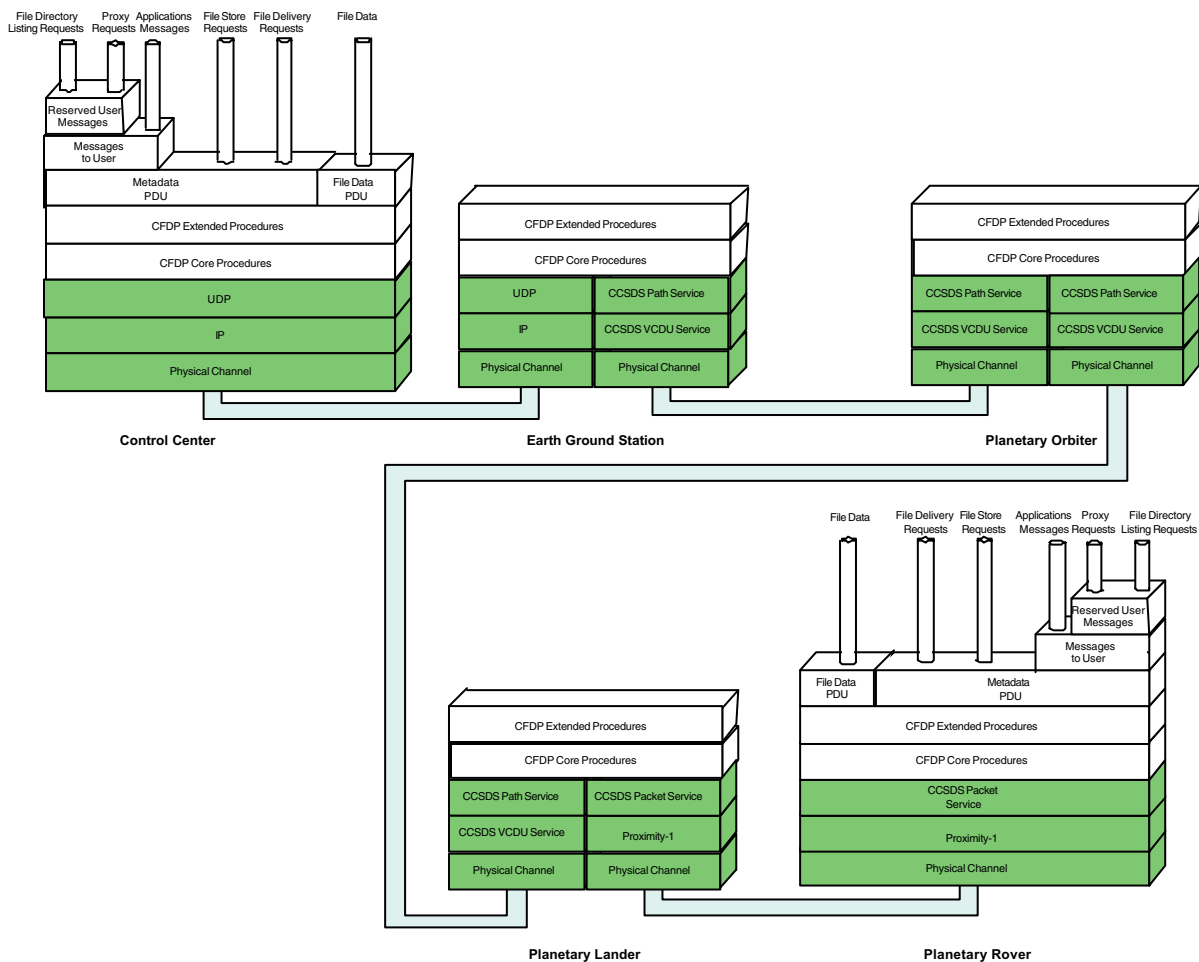 File Directory
Listing Requests
Proxy
Requests
Applications
Messages
File Store
Requests
File Delivery
Requests
File Data
Reserved User
Messages
Messages
to User
Metadata
PDU
File Data
PDU
CFDP Extended Procedures
CFDP Core Procedures
UDP
IP
Physical Channel
Control Center
CFDP Extended Procedures
CFDP Core Procedures
UDP
CCSDS Path Service
IP
CCSDS VCDU Service
Physical Channel
Physical Channel
Earth Ground Station
CFDP Extended Procedures
CFDP Core Procedures
CCSDS Path Service
CCSDS Path Service
CCSDS VCDU Service
CCSDS VCDU Service
Physical Channel
Physical Channel
Planetary Orbiter
CFDP Extended Procedures
CFDP Core Procedures
CCSDS Path Service
CCSDS Packet Service
CCSDS VCDU Service
Proximity-1
Physical Channel
Physical Channel
Planetary Lander
File Data
File Delivery
Requests
File Store
Requests
Applications
Messages
Proxy
Requests
File Directory
Listing Requests
Reserved User
Messages
Messages
to User
File Data
PDU
Metadata
PDU
CFDP Extended Procedures
CFDP Core Procedures
CCSDS Packet
Service
Proximity-1
Physical Channel
Planetary Rover